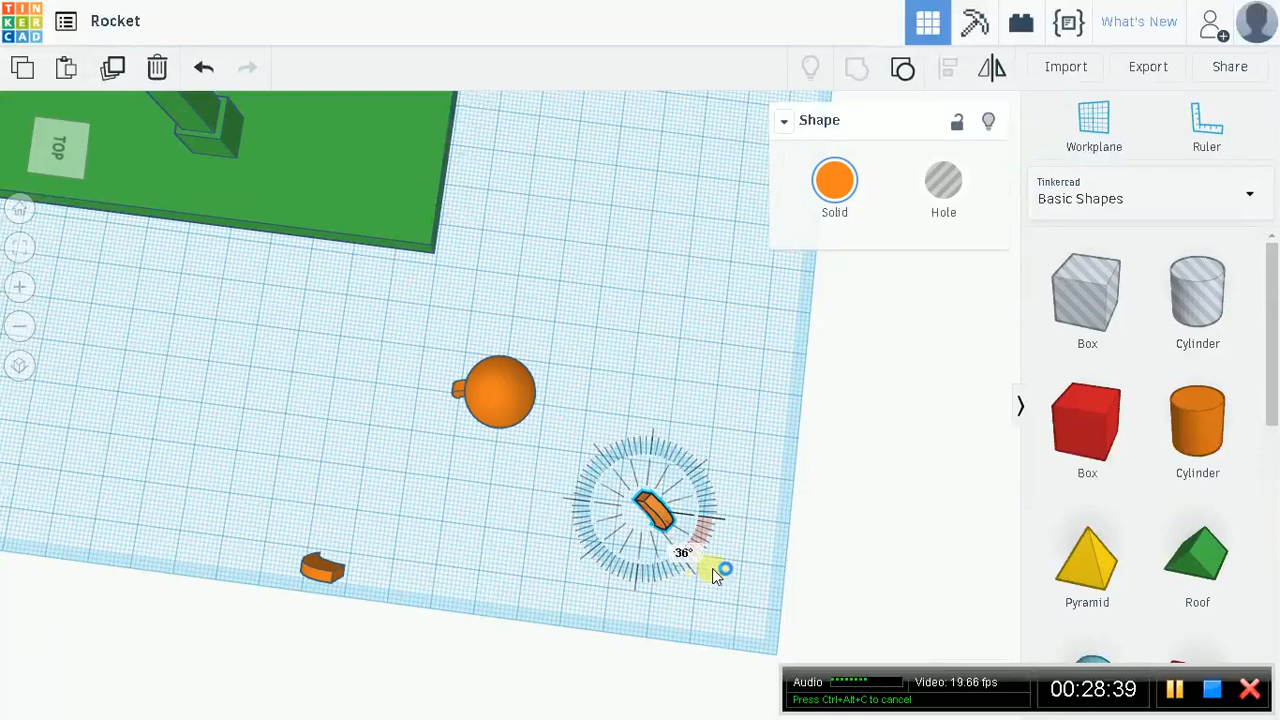 TIN
KER
CAD
Rocket
What's New
Import
Export
Share
Shape
Solid
Hole
Workplane
Ruler
Tinkercad
Basic Shapes
TOP
Box
Cylinder
Box
Cylinder
Pyramid
Roof
-36°
Audio
Video: 19.66 fps
Press Ctrl+Alt+C to cancel
00:28:39